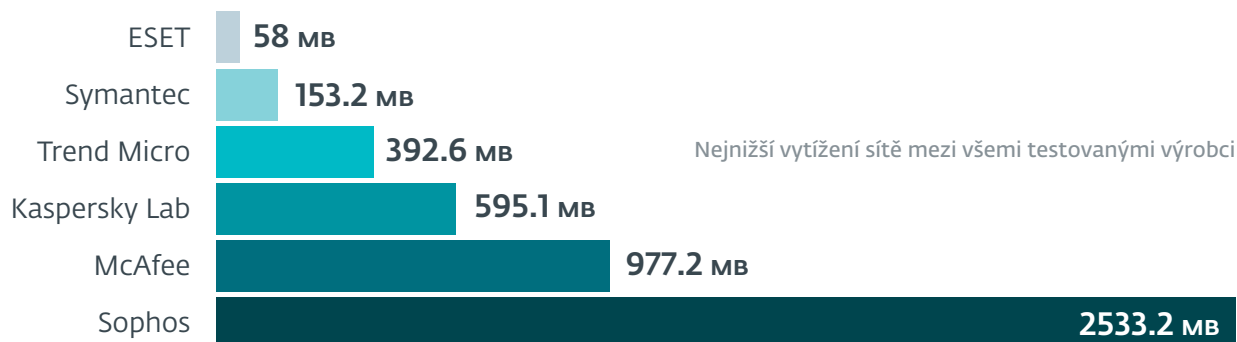 ESET 58 MB
Symantec 153.2 MB
Trend Micro 392.6 MB Nejnižší vytížení sítě mezi všemi testovanými výrobci
Kaspersky Lab 595.1 MB
McAfee 977.2 MB
Sophos 2533.2 MB